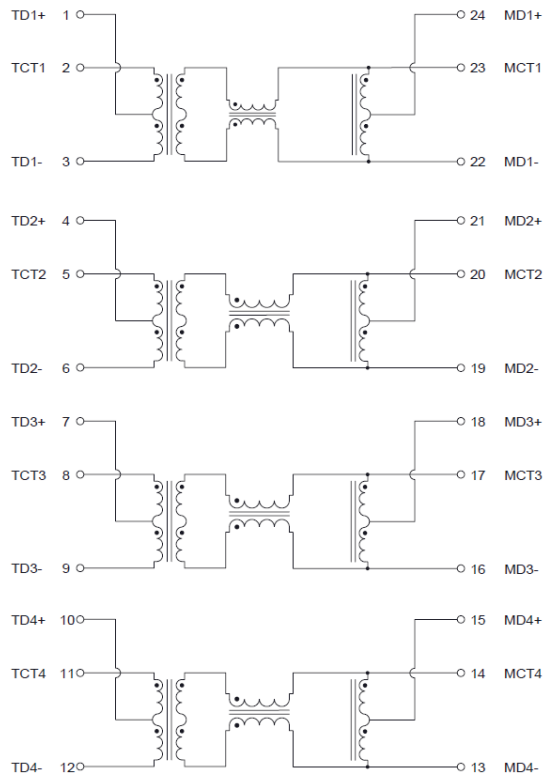 TD1+ 1 24 MD1+
TCT1 2 23 MCT1
TD1- 3 22 MD1-
TD2+ 4 21 MD2+
TCT2 5 20 MCT2
TD2- 6 19 MD2-
TD3+ 7 18 MD3+
TCT3 8 17 MCT3
TD3- 9 16 MD3-
TD4+ 10 15 MD4+
TCT4 11 14 MCT4
TD4- 12 13 MD4-